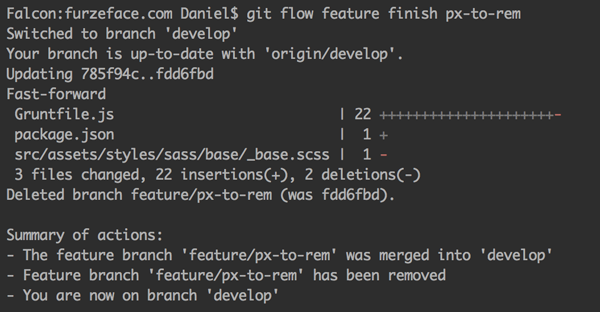 Falcon:furzeface.com Daniel$ git flow feature finish px-to-rem
Switched to branch 'develop'
Your branch is up-to-date with 'origin/develop'.
Updating 785f94c..fdd6fbd
Fast-forward
 Gruntfile.js                          | 22 +++++++++++++++++++++-
 package.json                          |  1 +
 src/assets/styles/sass/base/_base.scss |  1 -
 3 files changed, 22 insertions(+), 2 deletions(-)
Deleted branch feature/px-to-rem (was fdd6fbd).

Summary of actions:
- The feature branch 'feature/px-to-rem' was merged into 'develop'
- Feature branch 'feature/px-to-rem' has been removed
- You are now on branch 'develop'